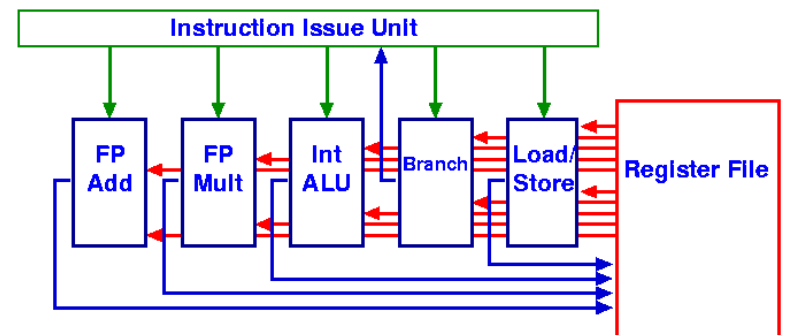 Instruction Issue Unit
FP
Add
FP
Mult
Int
ALU
Branch
Load/
Store
Register File